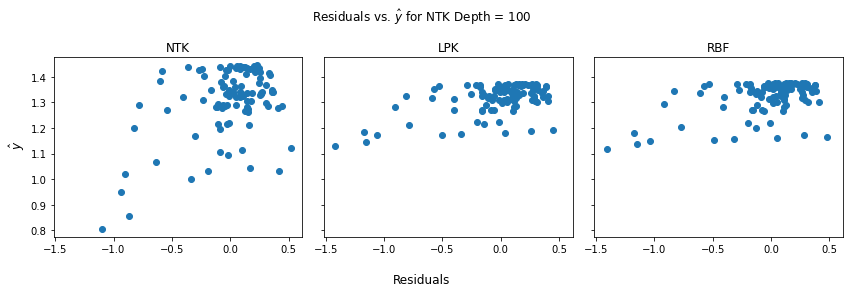 Residuals vs. ŷ for NTK Depth = 100
NTK LPK RBF
ŷ
1.4
1.3
1.2
1.1
1.0
0.9
0.8
−1.5 −1.0 −0.5 0.0 0.5 −1.5 −1.0 −0.5 0.0 0.5 −1.5 −1.0 −0.5 0.0 0.5
Residuals